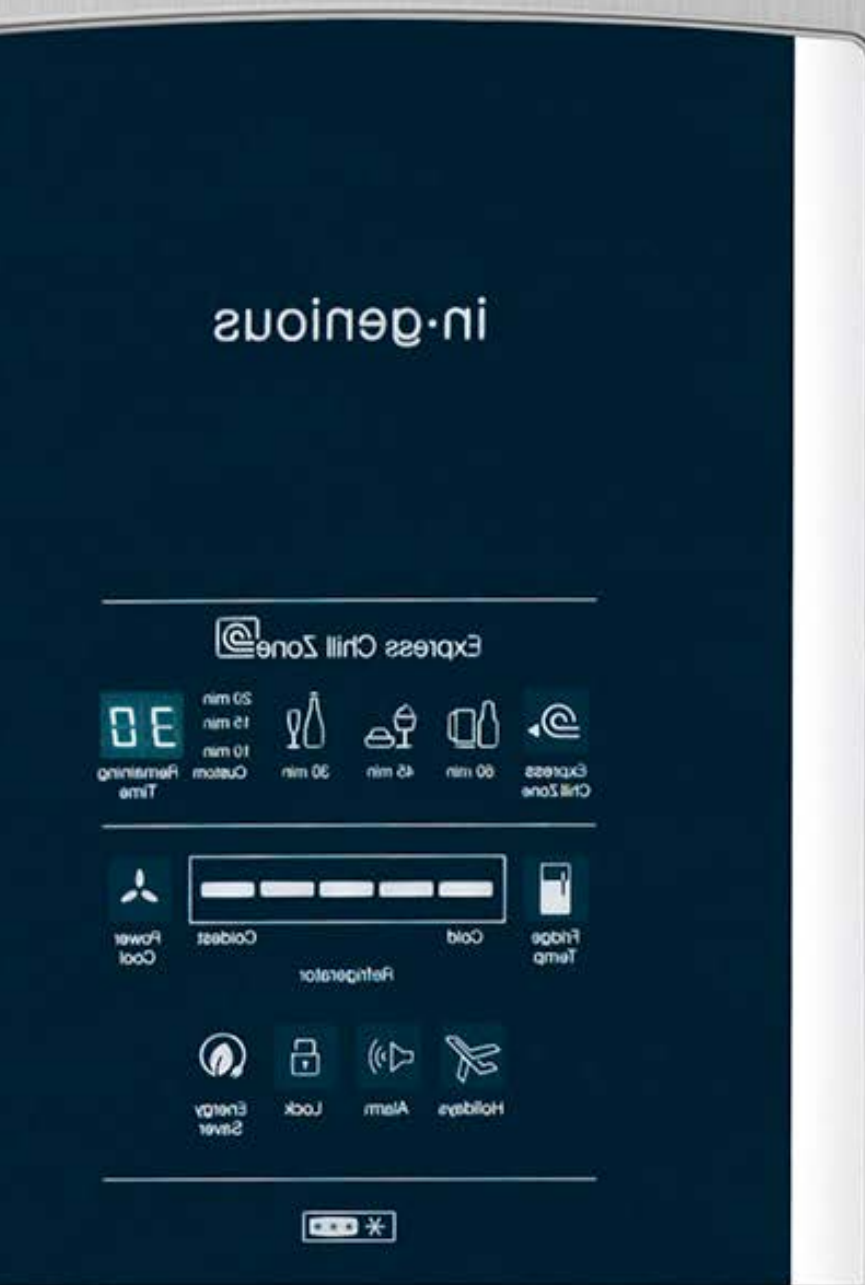 in·genious
Express Chill Zone
Express
Chill Zone
60 min
45 min
30 min
20 min
15 min
10 min
Custom
30
Remaining
Time
Fridge
Temp
Cold
Coldest
Power
Cool
Refrigerator
Holidays
Alarm
Lock
Energy
Saver